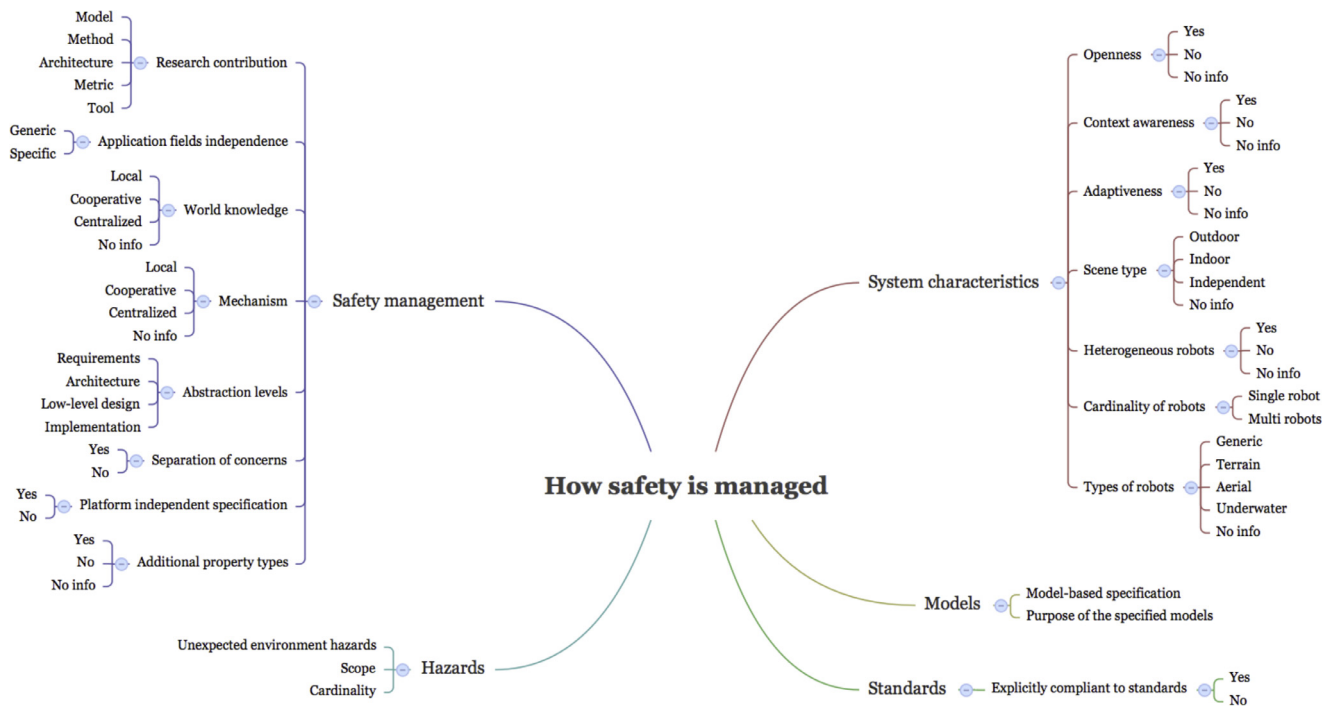 How safety is managed
Safety management
Research contribution
Model
Method
Architecture
Metric
Tool
Application fields independence
Generic
Specific
World knowledge
Local
Cooperative
Centralized
No info
Mechanism
Local
Cooperative
Centralized
No info
Abstraction levels
Requirements
Architecture
Low-level design
Implementation
Separation of concerns
Yes
No
Platform independent specification
Yes
No
Additional property types
Yes
No
No info
Hazards
Unexpected environment hazards
Scope
Cardinality
System characteristics
Openness
Yes
No
No info
Context awareness
Yes
No
No info
Adaptiveness
Yes
No
No info
Scene type
Outdoor
Indoor
Independent
No info
Heterogeneous robots
Yes
No
No info
Cardinality of robots
Single robot
Multi robots
Types of robots
Generic
Terrain
Aerial
Underwater
No info
Models
Model-based specification
Purpose of the specified models
Standards
Explicitly compliant to standards
Yes
No